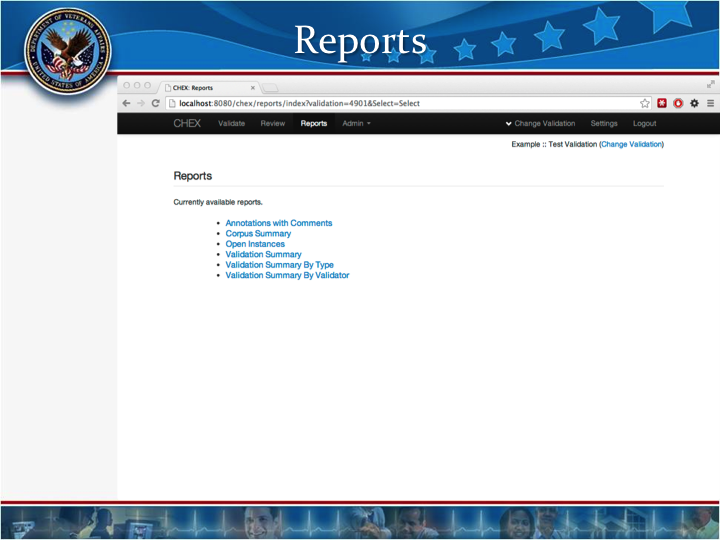 Reports
DEPARTMENT OF VETERANS AFFAIRS
UNITED STATES OF AMERICA
CHEX: Reports
localhost:8080/chex/reports/index?validation=4901&Select=Select
CHEX Validate Review Reports Admin Change Validation Settings Logout
Example :: Test Validation (Change Validation)
Reports
Currently available reports.
• Annotations with Comments
• Corpus Summary
• Open Instances
• Validation Summary
• Validation Summary By Type
• Validation Summary By Validator